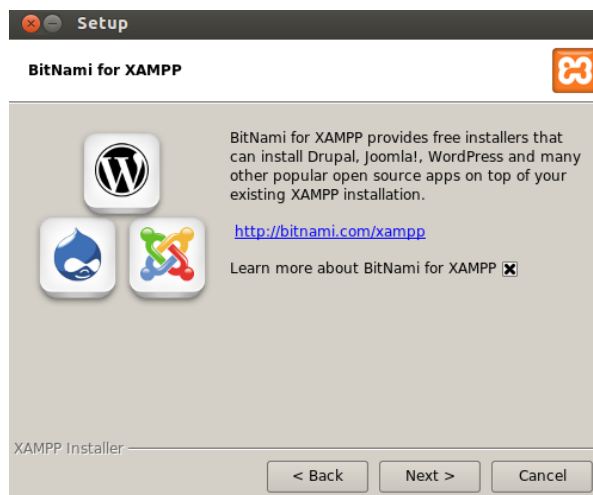 Setup
BitNami for XAMPP
BitNami for XAMPP provides free installers that
can install Drupal, Joomla!, WordPress and many
other popular open source apps on top of your
existing XAMPP installation.
http://bitnami.com/xampp
Learn more about BitNami for XAMPP
XAMPP Installer
< Back
Next >
Cancel